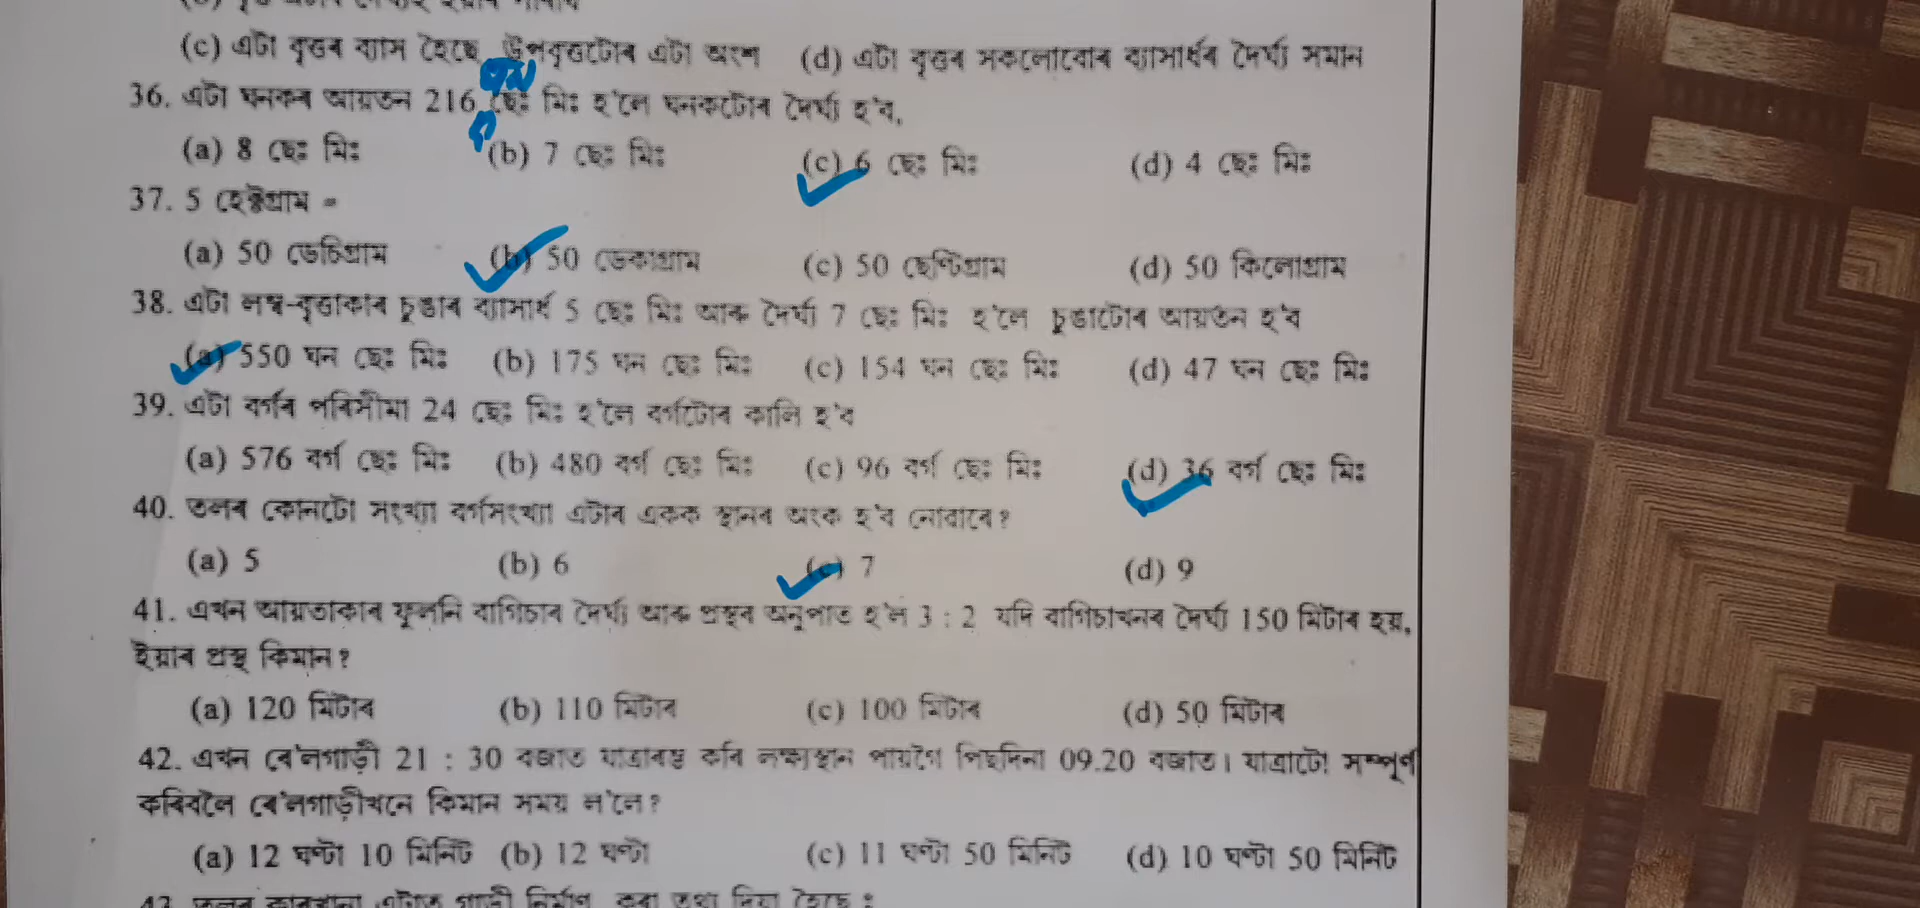 (c) এটা বৃত্তৰ ব্যাস হৈছে উপবৃত্তটোৰ এটা অংশ (d) এটা বৃত্তৰ সকলোবোৰ ব্যাসাৰ্ধৰ দৈৰ্ঘ্য সমান
36. এটা ঘনকৰ আয়তন 216 ঘন ছেঃ মিঃ হ'লে ঘনকটোৰ দৈৰ্ঘ্য হ'ব,
(a) 8 ছেঃ মিঃ (b) 7 ছেঃ মিঃ (c) 6 ছেঃ মিঃ (d) 4 ছেঃ মিঃ
37. 5 হেক্টগ্ৰাম =
(a) 50 ডেচিগ্ৰাম (b) 50 ডেকাগ্ৰাম (c) 50 ছেণ্টিগ্ৰাম (d) 50 কিলোগ্ৰাম
38. এটা লম্ব-বৃত্তাকাৰ চুঙাৰ ব্যাসাৰ্ধ 5 ছেঃ মিঃ আৰু দৈৰ্ঘ্য 7 ছেঃ মিঃ হ'লে চুঙাটোৰ আয়তন হ'ব
(a) 550 ঘন ছেঃ মিঃ (b) 175 ঘন ছেঃ মিঃ (c) 154 ঘন ছেঃ মিঃ (d) 47 ঘন ছেঃ মিঃ
39. এটা বৰ্গৰ পৰিসীমা 24 ছেঃ মিঃ হ'লে বৰ্গটোৰ কালি হ'ব
(a) 576 বৰ্গ ছেঃ মিঃ (b) 480 বৰ্গ ছেঃ মিঃ (c) 96 বৰ্গ ছেঃ মিঃ (d) 36 বৰ্গ ছেঃ মিঃ
40. তলৰ কোনটো সংখ্যা বৰ্গসংখ্যা এটাৰ একক স্থানৰ অংক হ'ব নোৱাৰে?
(a) 5 (b) 6 (c) 7 (d) 9
41. এখন আয়তাকাৰ ফুলনি বাগিচাৰ দৈৰ্ঘ্য আৰু প্ৰস্থৰ অনুপাত হ'ল 3 : 2 যদি বাগিচাখনৰ দৈৰ্ঘ্য 150 মিটাৰ হয়,
ইয়াৰ প্ৰস্থ কিমান?
(a) 120 মিটাৰ (b) 110 মিটাৰ (c) 100 মিটাৰ (d) 50 মিটাৰ
42. এখন ৰে'লগাড়ী 21 : 30 বজাত যাত্ৰাৰম্ভ কৰি লক্ষ্যস্থান পায়গৈ পিছদিনা 09.20 বজাত। যাত্ৰাটো সম্পূৰ্ণ
কৰিবলৈ ৰে'লগাড়ীখনে কিমান সময় ল'লে?
(a) 12 ঘণ্টা 10 মিনিট (b) 12 ঘণ্টা (c) 11 ঘণ্টা 50 মিনিট (d) 10 ঘণ্টা 50 মিনিট